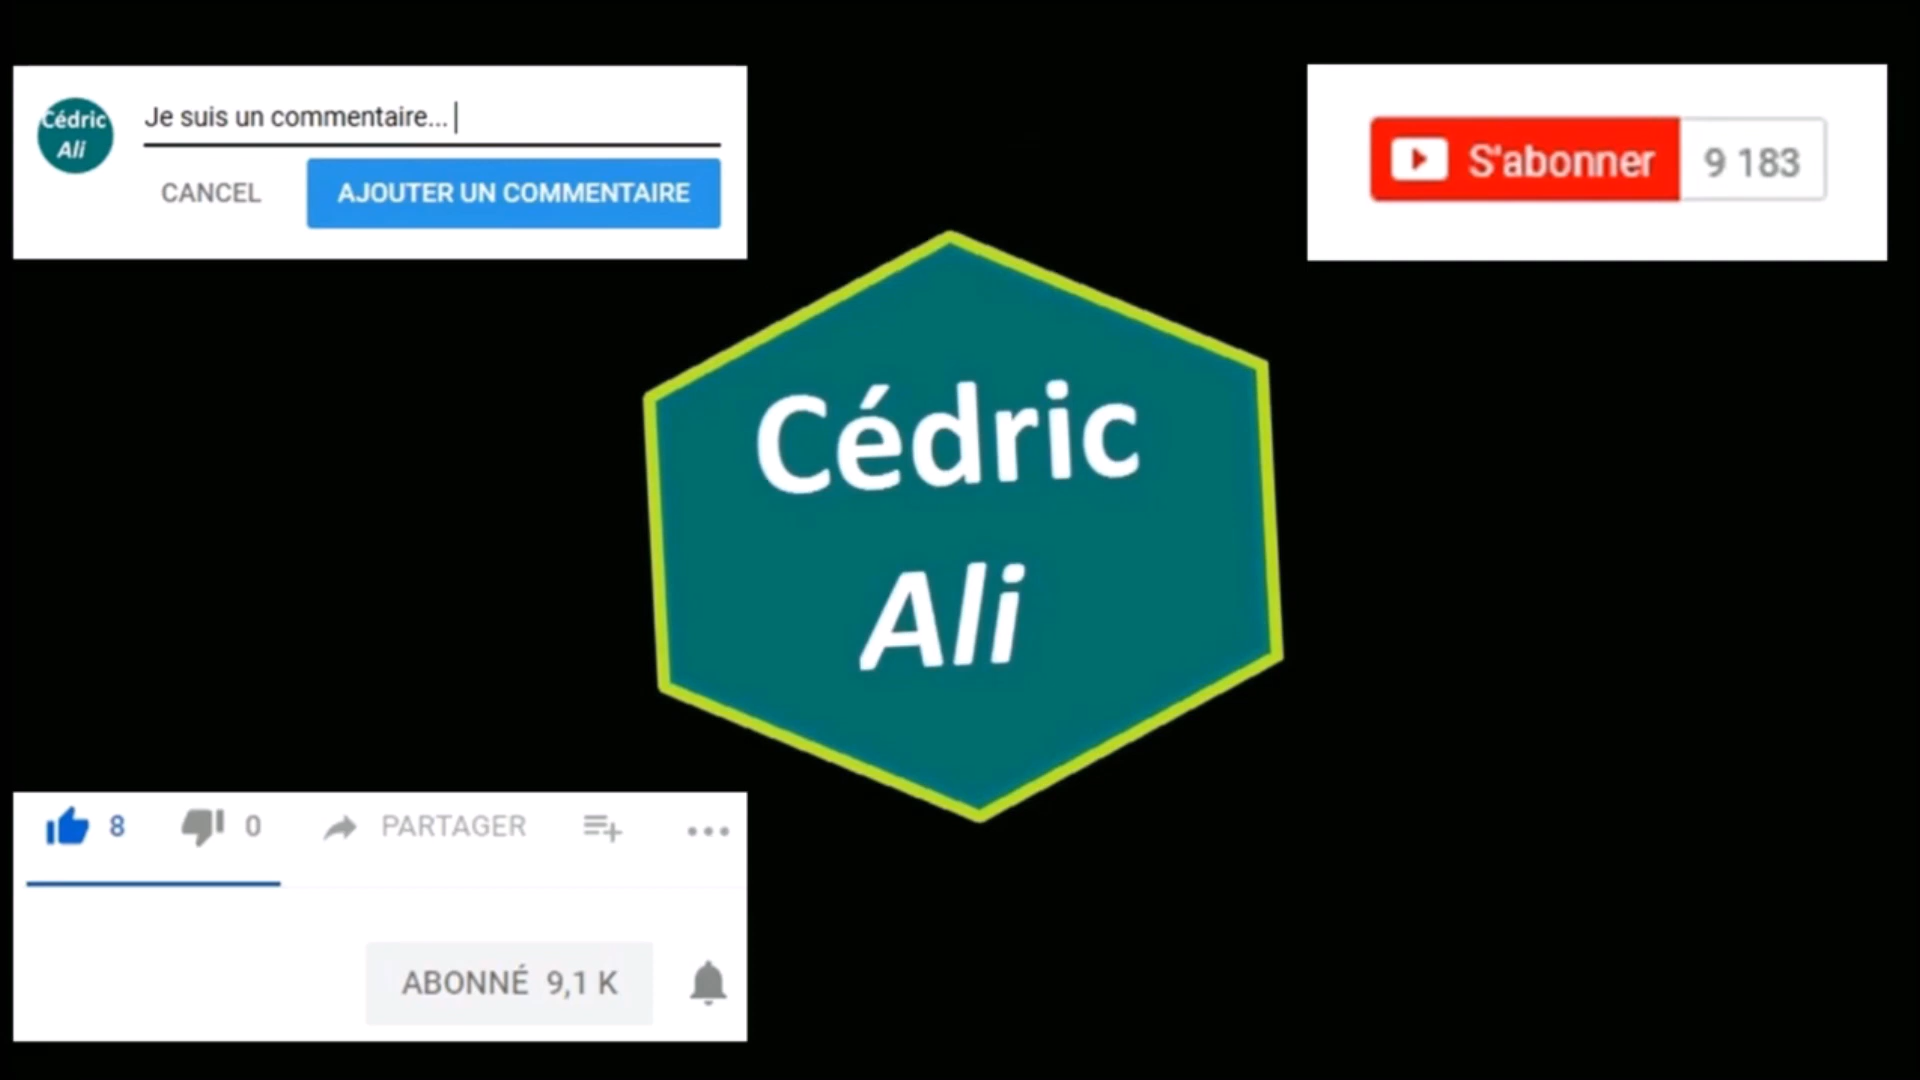 Cédric
Ali
Je suis un commentaire...
CANCEL
AJOUTER UN COMMENTAIRE
S'abonner 9 183
Cédric
Ali
8 0 PARTAGER
ABONNÉ 9,1 K